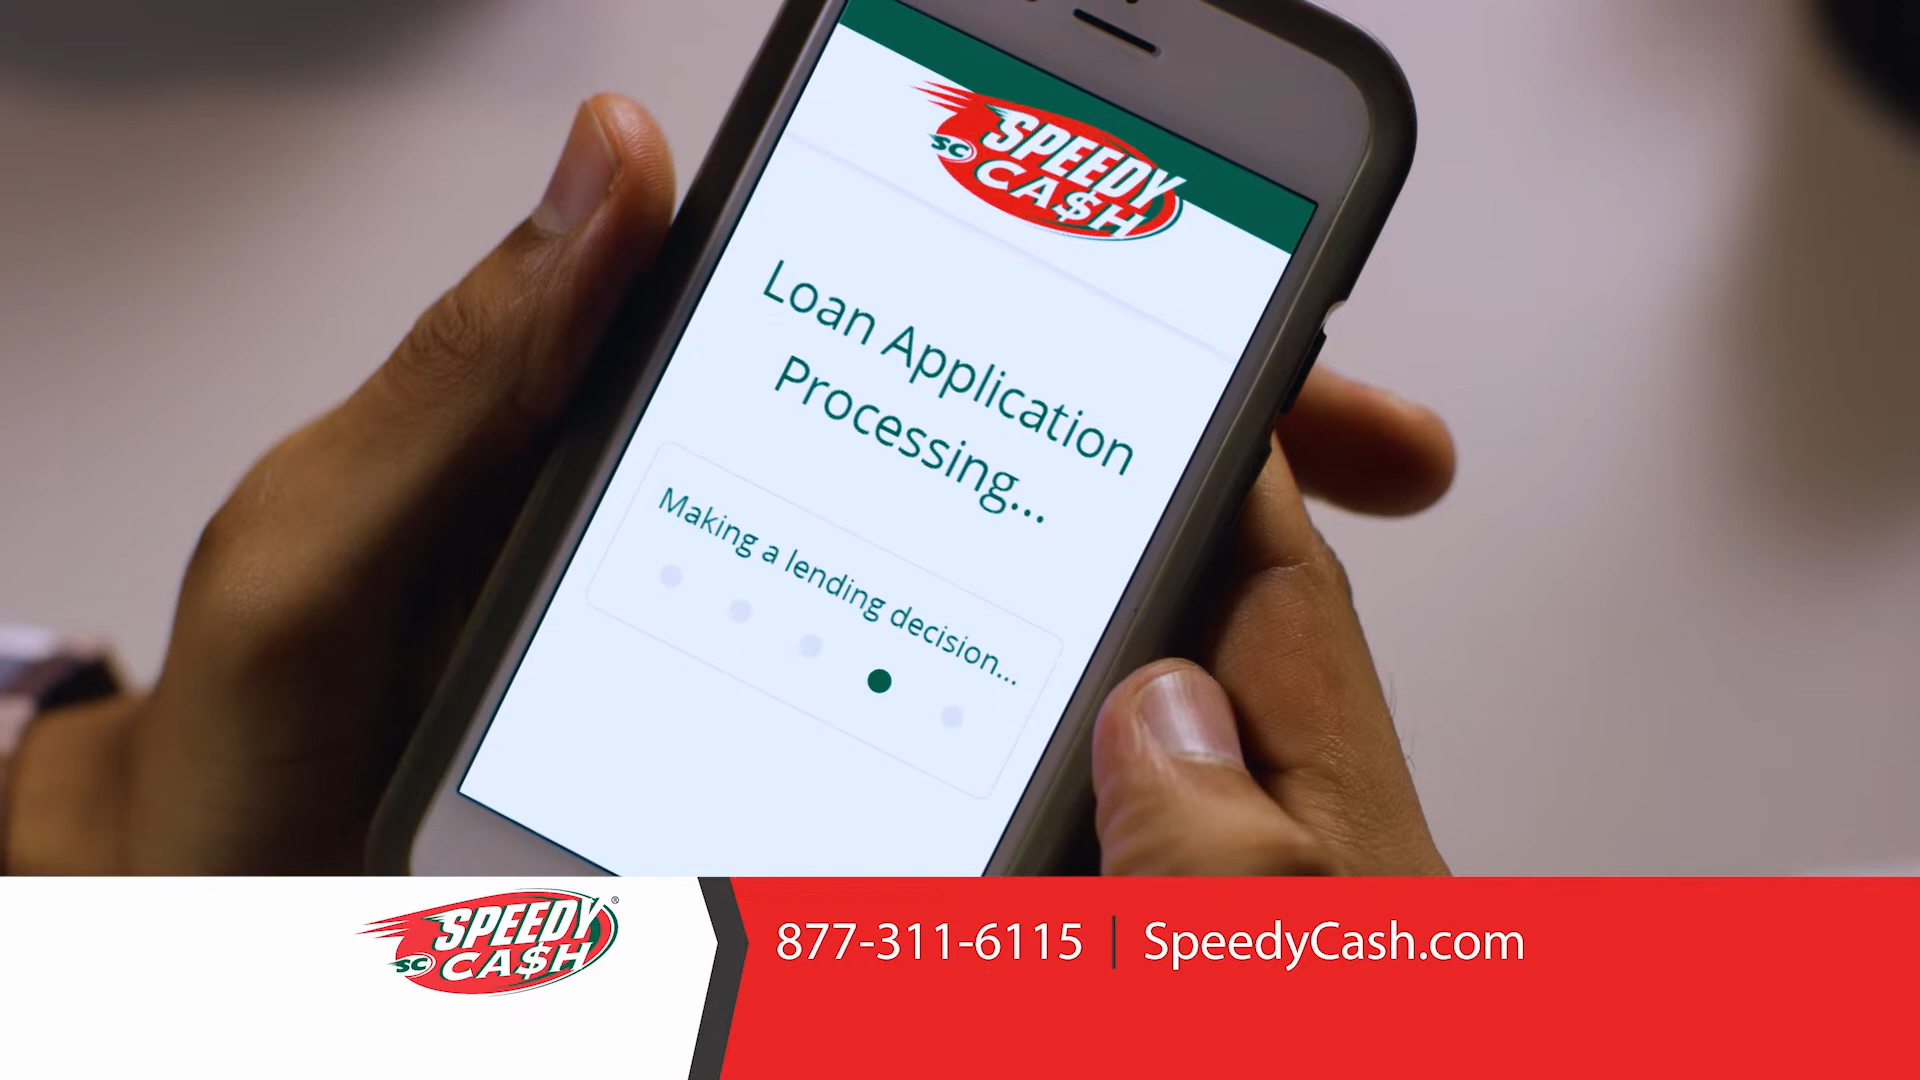 SPEEDY
SC CA$H
Loan Application
Processing...
Making a lending decision...
SPEEDY®
SC CA$H
877-311-6115 | SpeedyCash.com